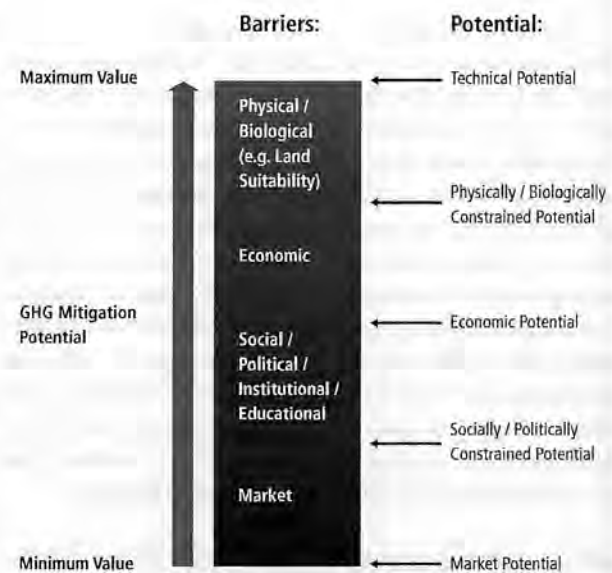 Barriers:
Potential:
Maximum Value
Technical Potential
Physical /
Biological
(e.g. Land
Suitability)
Physically / Biologically
Constrained Potential
Economic
GHG Mitigation
Potential
Economic Potential
Social /
Political /
Institutional /
Educational
Socially / Politically
Constrained Potential
Market
Minimum Value
Market Potential